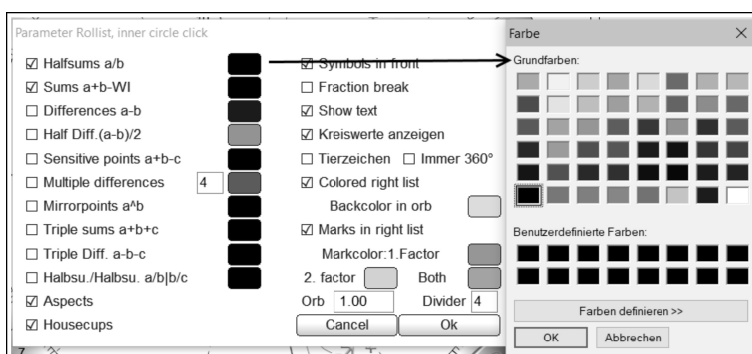 Parameter Rollist, inner circle click
Halfsums a/b
Sums a+b-WI
Differences a-b
Half Diff.(a-b)/2
Sensitive points a+b-c
Multiple differences 4
Mirrorpoints a^b
Triple sums a+b+c
Triple Diff. a-b-c
Halbsu./Halbsu. a/b|b/c
Aspects
Housecups
Symbols in front
Fraction break
Show text
Kreiswerte anzeigen
Tierzeichen Immer 360°
Colored right list
Backcolor in orb
Marks in right list
Markcolor:1.Factor
2. factor Both
Orb 1.00 Divider 4
Cancel Ok
Farbe
Grundfarben:
Benutzerdefinierte Farben:
Farben definieren >>
OK Abbrechen
7